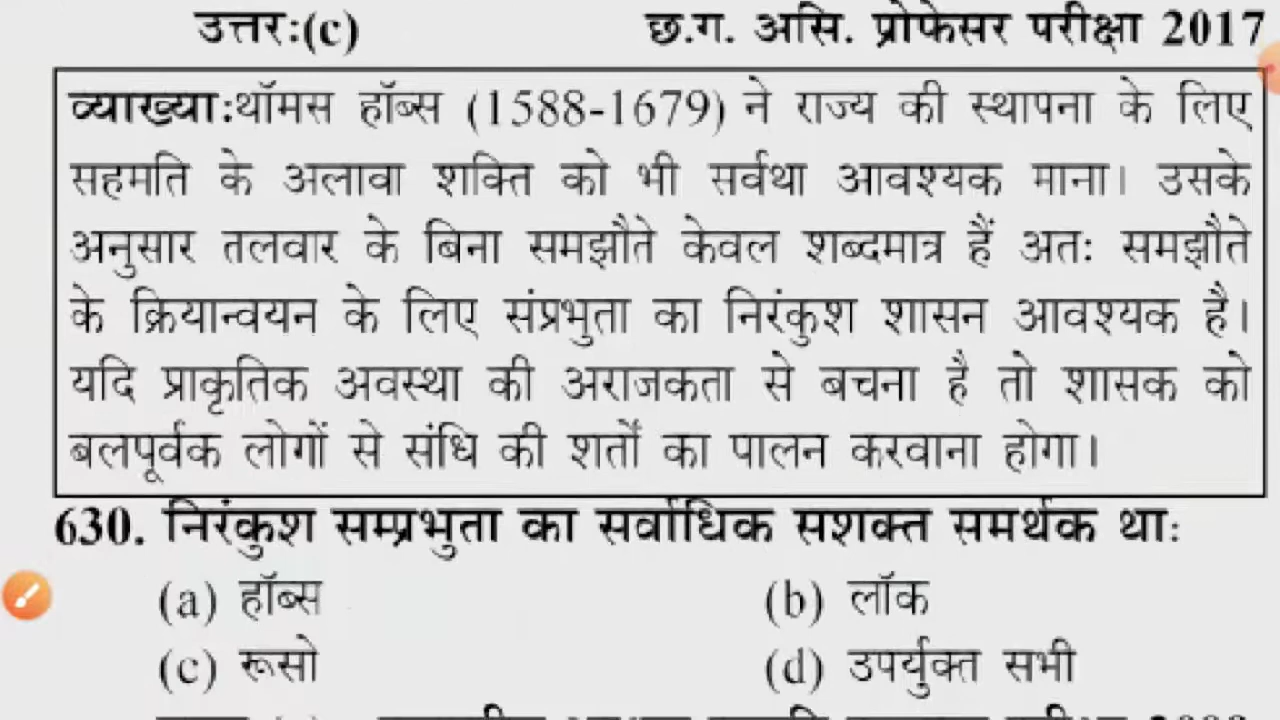 उत्तरः(c) छ.ग. असि. प्रोफेसर परीक्षा 2017
व्याख्याःथॉमस हॉब्स (1588-1679) ने राज्य की स्थापना के लिए
सहमति के अलावा शक्ति को भी सर्वथा आवश्यक माना। उसके
अनुसार तलवार के बिना समझौते केवल शब्दमात्र हैं अतः समझौते
के क्रियान्वयन के लिए संप्रभुता का निरंकुश शासन आवश्यक है।
यदि प्राकृतिक अवस्था की अराजकता से बचना है तो शासक को
बलपूर्वक लोगों से संधि की शर्तों का पालन करवाना होगा।
630. निरंकुश सम्प्रभुता का सर्वाधिक सशक्त समर्थक थाः
(a) हॉब्स (b) लॉक
(c) रूसो (d) उपर्युक्त सभी